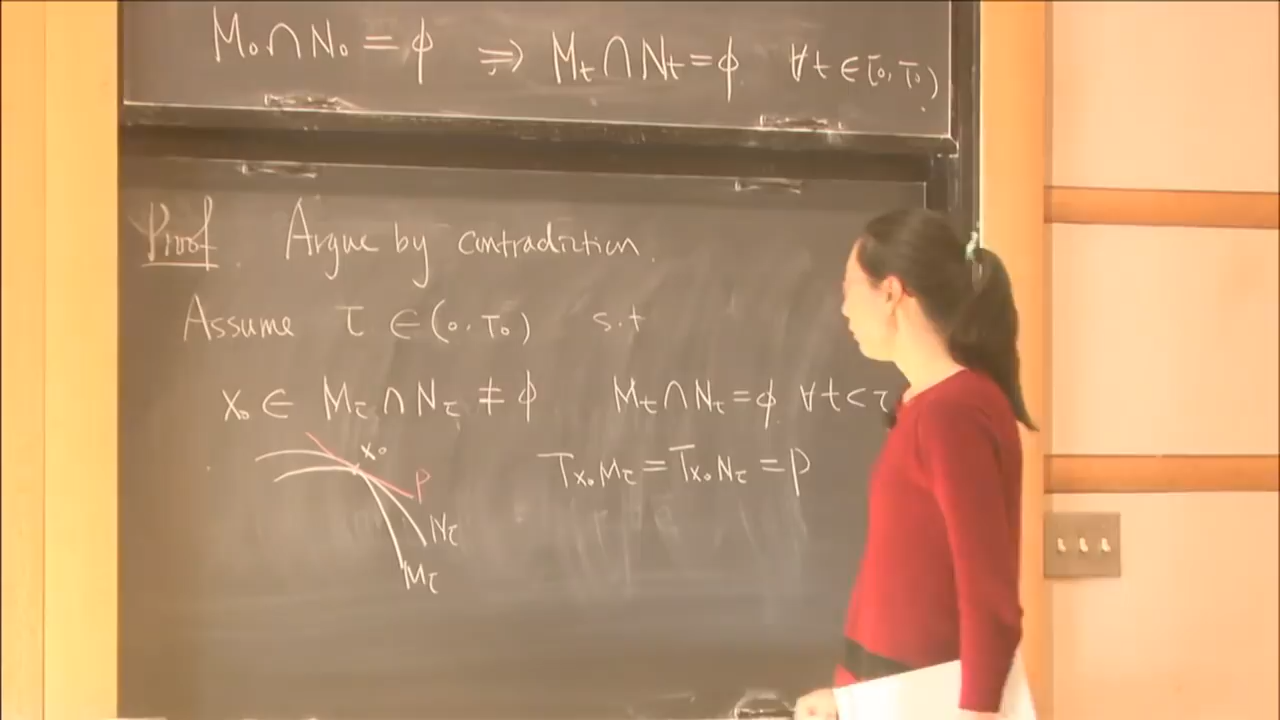 M₀∩N₀ = ϕ ⇒ Mₜ∩Nₜ = ϕ ∀t ∈ [0, T₀).
Proof. Argue by contradiction.
Assume τ ∈ (0, T₀) s.t
x₀ ∈ M_τ ∩ N_τ ≠ ϕ Mₜ∩Nₜ = ϕ ∀t < τ
x₀
T_{x₀}M_τ = T_{x₀}N_τ = P
P
N_τ
M_τ